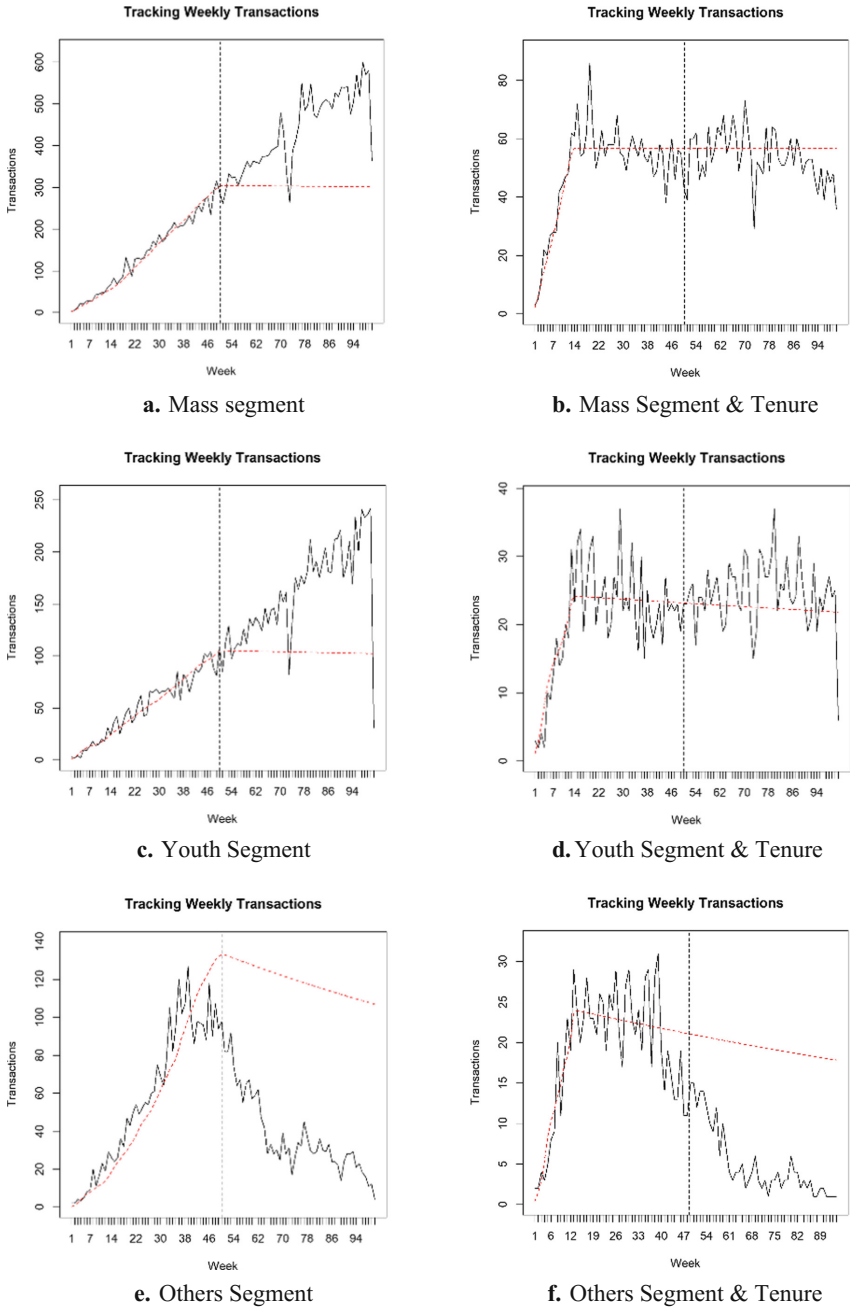 Tracking Weekly Transactions
Transactions
600
500
400
300
200
100
0
1 7 14 22 30 38 46 54 62 70 78 86 94
Week
a. Mass segment
Tracking Weekly Transactions
Transactions
80
60
40
20
0
1 7 14 22 30 38 46 54 62 70 78 86 94
Week
b. Mass Segment & Tenure
Tracking Weekly Transactions
Transactions
250
200
150
100
50
0
1 7 14 22 30 38 46 54 62 70 78 86 94
Week
c. Youth Segment
Tracking Weekly Transactions
Transactions
40
30
20
10
0
1 7 14 22 30 38 46 54 62 70 78 86 94
Week
d. Youth Segment & Tenure
Tracking Weekly Transactions
Transactions
140
120
100
80
60
40
20
0
1 7 14 22 30 38 46 54 62 70 78 86 94
Week
e. Others Segment
Tracking Weekly Transactions
Transactions
30
25
20
15
10
5
0
1 6 12 19 26 33 40 47 54 61 68 75 82 89
Week
f. Others Segment & Tenure